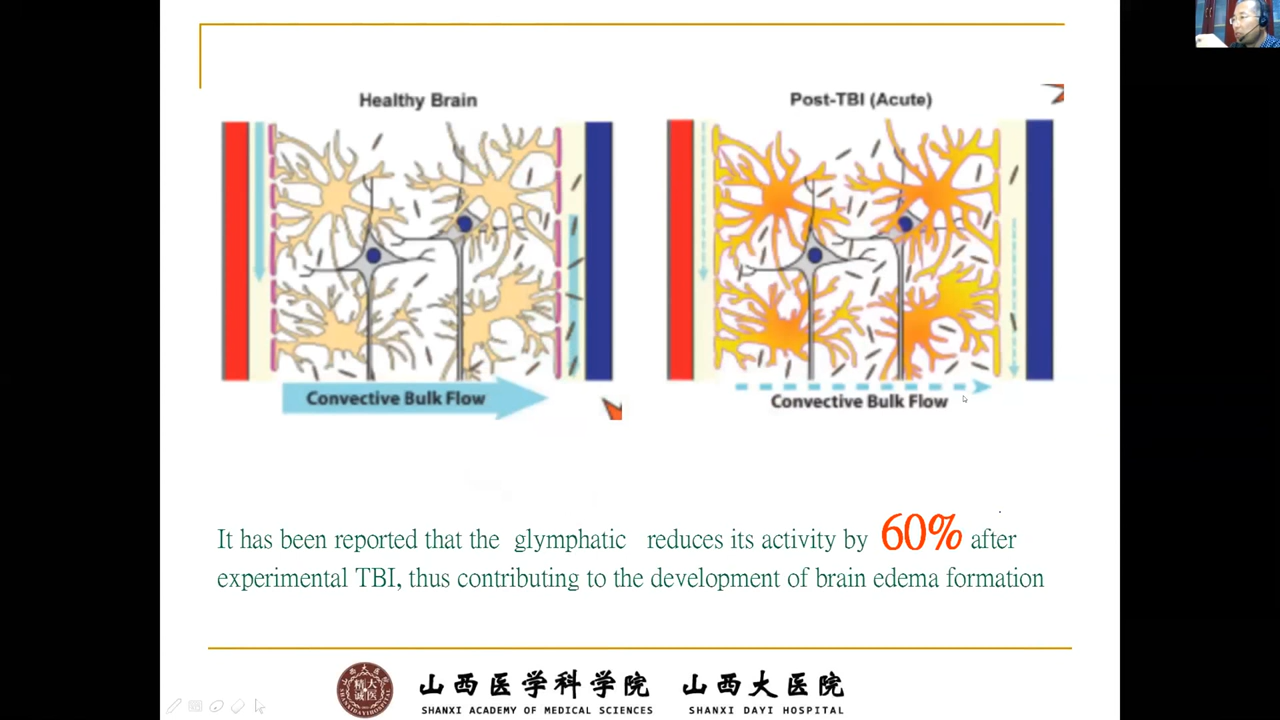 Healthy Brain
Post-TBI (Acute)
Convective Bulk Flow
Convective Bulk Flow
It has been reported that the glymphatic reduces its activity by 60% after
experimental TBI, thus contributing to the development of brain edema formation
山西医学科学院 山西大医院
SHANXI ACADEMY OF MEDICAL SCIENCES SHANXI DAYI HOSPITAL